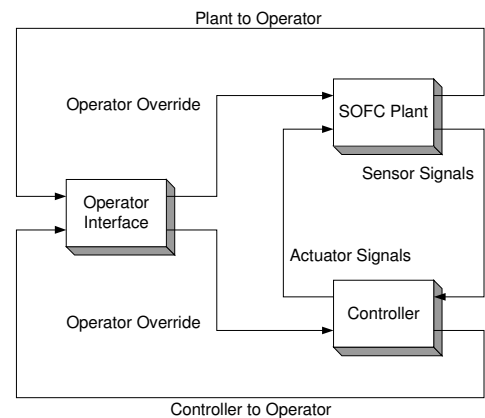 Plant to Operator
Operator Override
SOFC Plant
Sensor Signals
Operator
Interface
Actuator Signals
Controller
Operator Override
Controller to Operator